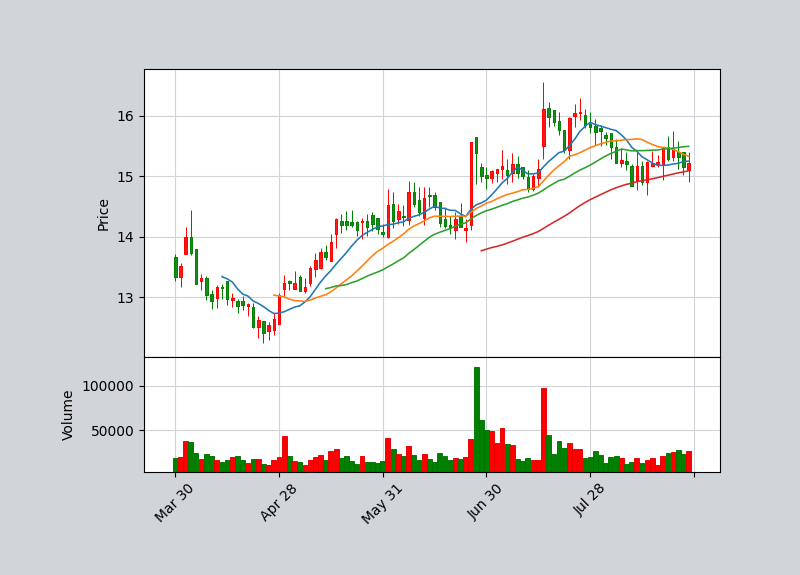 Price
16
15
14
13
Volume
100000
50000
Mar 30
Apr 28
May 31
Jun 30
Jul 28